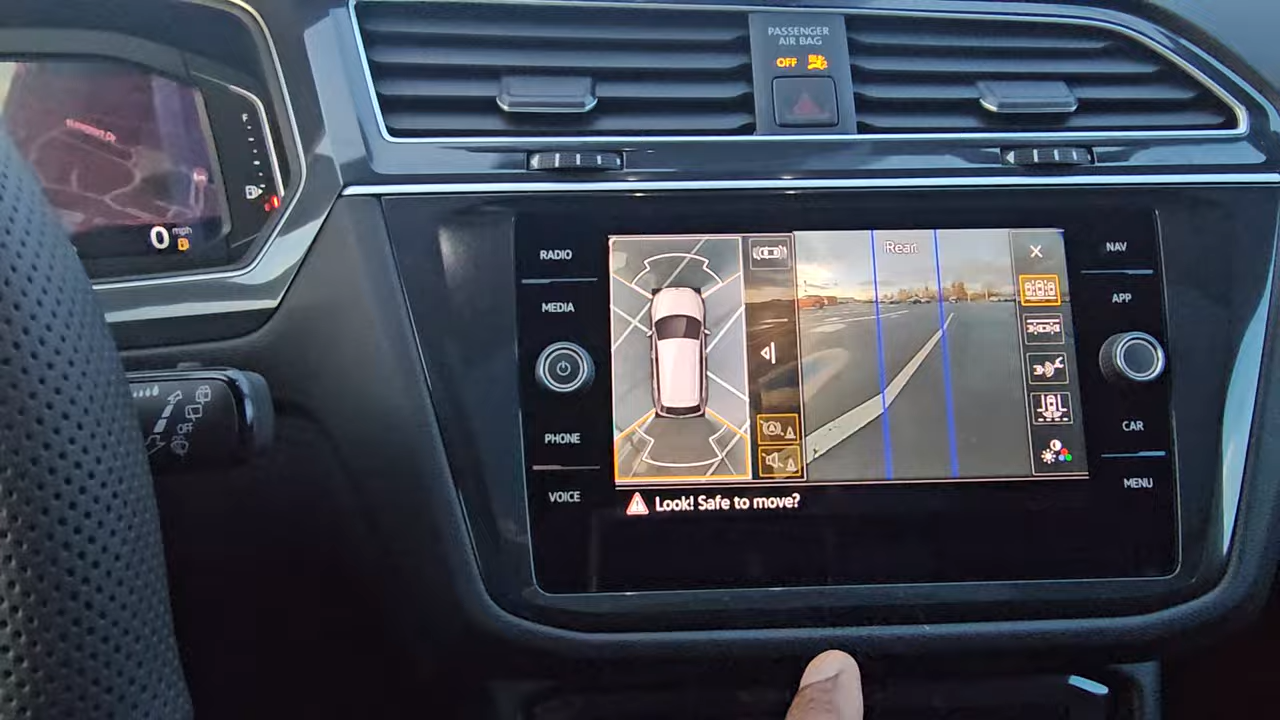 PASSENGER
AIR BAG
OFF
F
0 mph
RADIO
MEDIA
PHONE
VOICE
Rear
Look! Safe to move?
NAV
APP
CAR
MENU
OFF